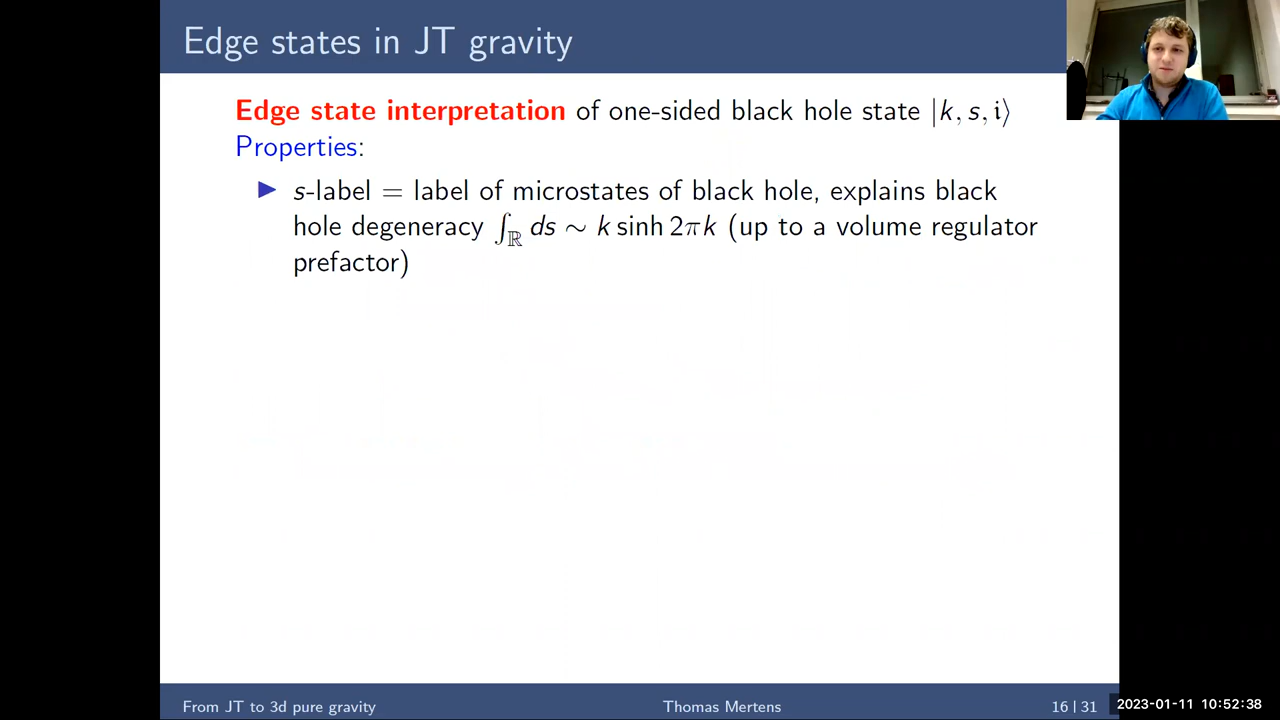 Edge states in JT gravity
Edge state interpretation of one-sided black hole state |k, s, i⟩
Properties:
▶ s-label = label of microstates of black hole, explains black
hole degeneracy ∫_ℝ ds ∼ k sinh 2πk (up to a volume regulator
prefactor)
From JT to 3d pure gravity Thomas Mertens 16 | 31
2023-01-11 10:52:38